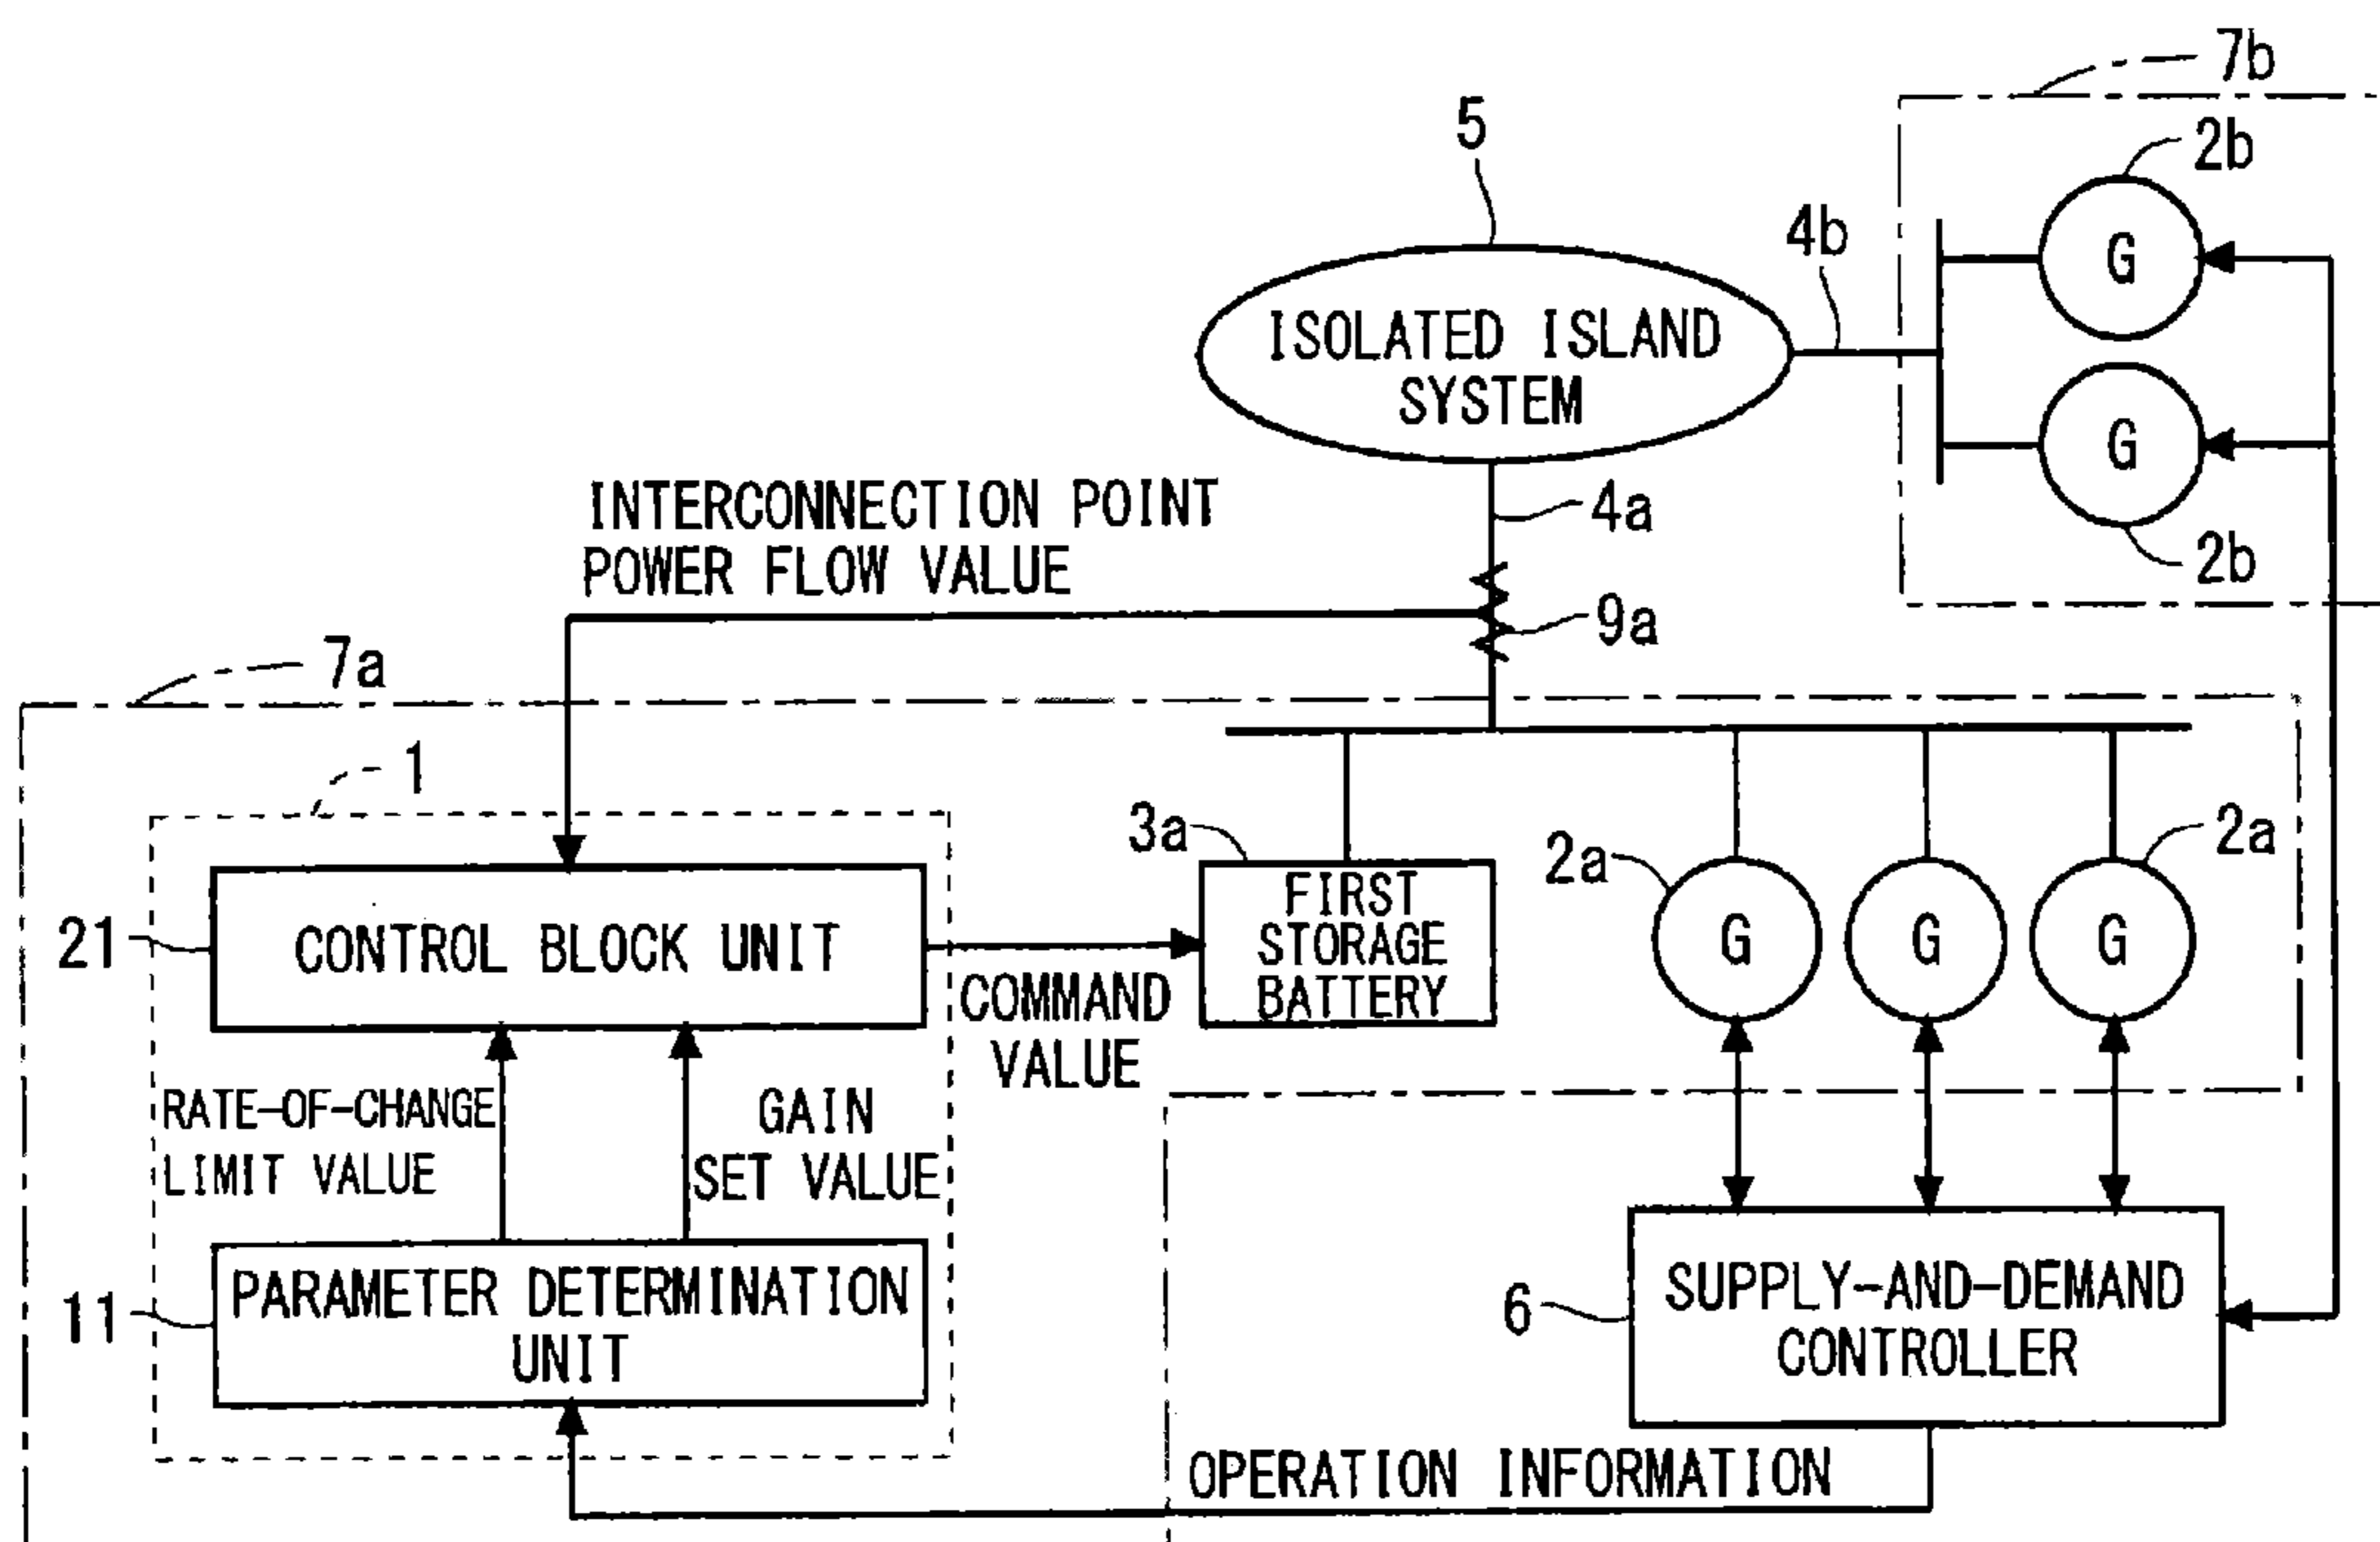 7b
2b
5
4b
G
ISOLATED ISLAND
SYSTEM
G
2b
4a
INTERCONNECTION POINT
POWER FLOW VALUE
9a
7a
1
3a
2a
2a
21
CONTROL BLOCK UNIT
FIRST
STORAGE
BATTERY
G
G
G
COMMAND
VALUE
RATE-OF-CHANGE
LIMIT VALUE
GAIN
SET VALUE
11
PARAMETER DETERMINATION
UNIT
6
SUPPLY-AND-DEMAND
CONTROLLER
OPERATION INFORMATION